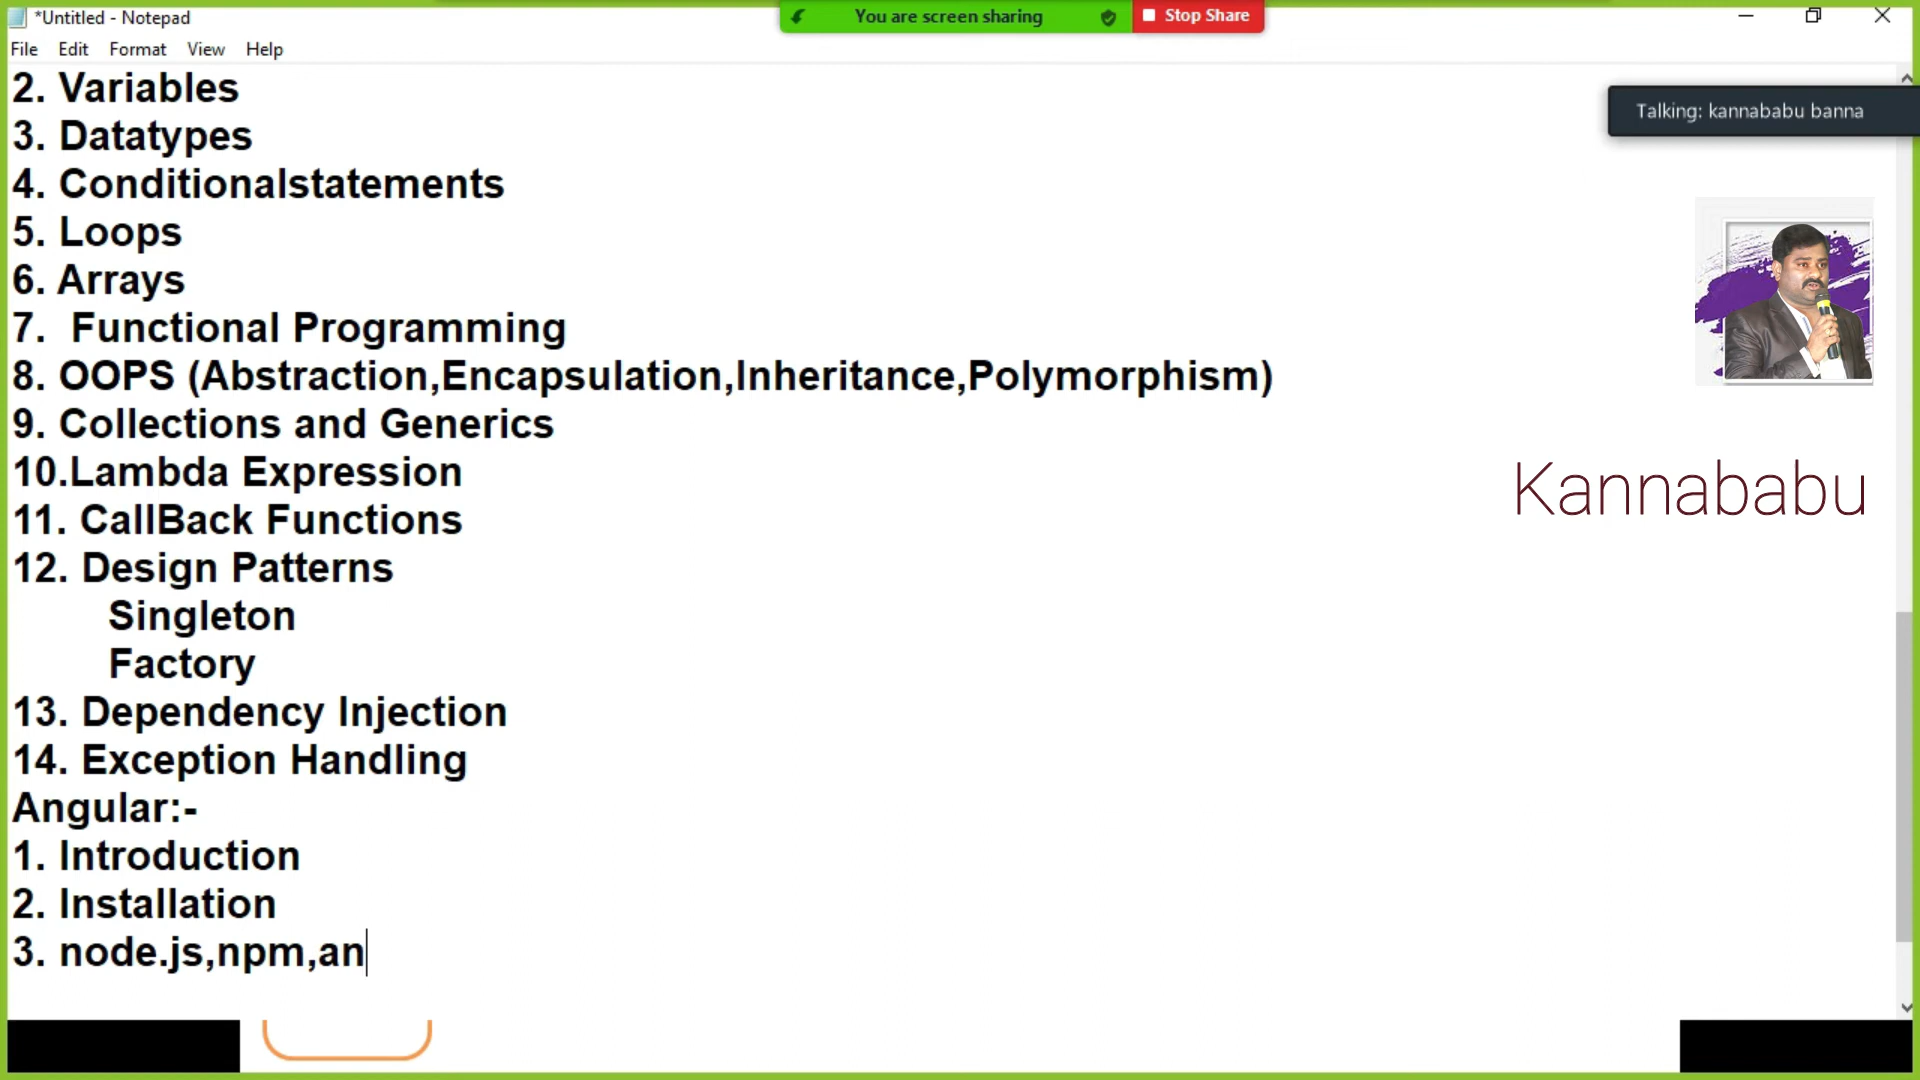 *Untitled - Notepad
You are screen sharing
Stop Share
File Edit Format View Help
2. Variables
Talking: kannababu banna
3. Datatypes
4. Conditionalstatements
5. Loops
6. Arrays
7. Functional Programming
8. OOPS (Abstraction,Encapsulation,Inheritance,Polymorphism)
9. Collections and Generics
10.Lambda Expression
Kannababu
11. CallBack Functions
12. Design Patterns
Singleton
Factory
13. Dependency Injection
14. Exception Handling
Angular:-
1. Introduction
2. Installation
3. node.js,npm,an